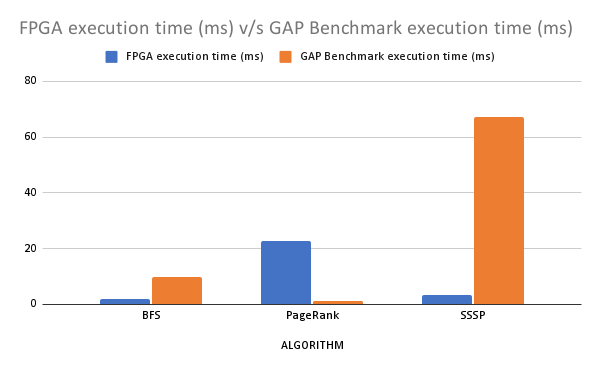 FPGA execution time (ms) v/s GAP Benchmark execution time (ms)
FPGA execution time (ms) GAP Benchmark execution time (ms)
80
60
40
20
0
BFS PageRank SSSP
ALGORITHM